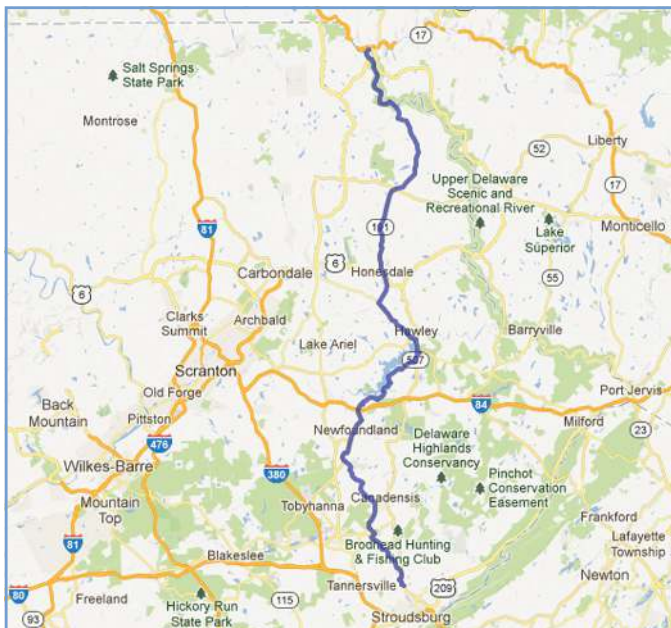 17
Salt Springs
State Park
Montrose
Liberty
52
17
Upper Delaware
Scenic and
Recreational River
191
81
Lake
Superior
Monticello
Carbondale
6
Honesdale
6
55
Clarks
Summit
Archbald
Hawley
Barryville
Lake Ariel
507
Scranton
Old Forge
Port Jervis
Back
Mountain
Pittston
84
Milford
23
476
Newfoundland
Delaware
Highlands
Conservancy
Wilkes-Barre
380
Pinchot
Conservation
Easement
Mountain
Top
Tobyhanna
Canadensis
Frankford
81
Brodhead Hunting
& Fishing Club
Lafayette
Township
Blakeslee
Tannersville
209
Newton
80
Freeland
115
93
Hickory Run
State Park
Stroudsburg